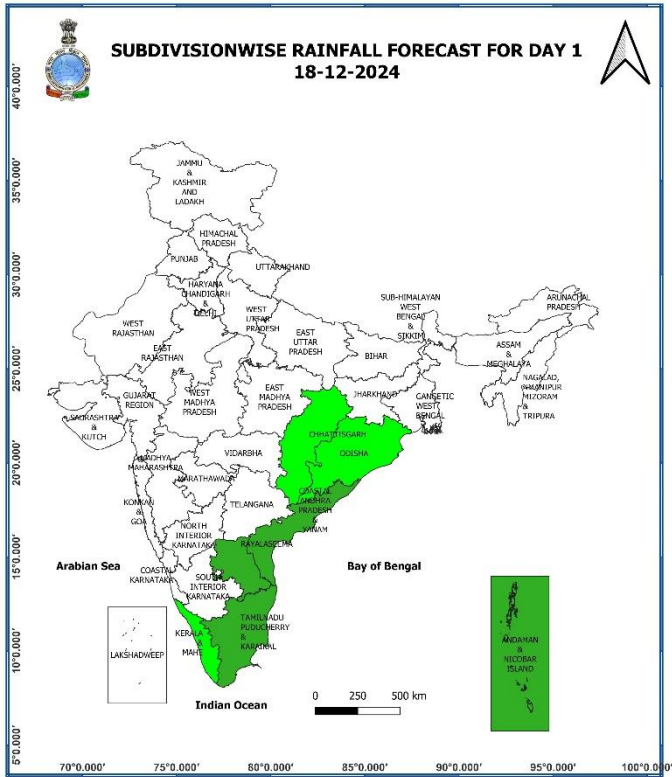 SUBDIVISIONWISE RAINFALL FORECAST FOR DAY 1
18-12-2024
40°0.000'
35°0.000'
30°0.000'
25°0.000'
20°0.000'
15°0.000'
10°0.000'
5°0.000'
JAMMU
&
KASHMIR
AND
LADAKH
HIMACHAL
PRADESH
PUNJAB
UTTARAKHAND
HARYANA
CHANDIGARH
&
DELHI
WEST
RAJASTHAN
EAST
RAJASTHAN
WEST
UTTAR
PRADESH
EAST
UTTAR
PRADESH
SUB-HIMALAYAN
WEST
BENGAL
&
SIKKIM
ARUNACHAL
PRADESH
ASSAM
&
MEGHALAYA
NAGALAD,
MANIPUR
MIZORAM
&
TRIPURA
BIHAR
JHARKHAND
GANGETIC
WEST
BENGAL
SAURASHTRA
&
KUTCH
GUJARAT
REGION
WEST
MADHYA
PRADESH
EAST
MADHYA
PRADESH
CHHATTISGARH
ODISHA
MADHYA
MAHARASHTRA
VIDARBHA
MARATHAWADA
KONKAN
&
GOA
TELANGANA
COASTAL
ANDHRA
PRADESH
&
YANAM
NORTH
INTERIOR
KARNATAKA
RAYALASEEMA
COASTAL
KARNATAKA
SOUTH
INTERIOR
KARNATAKA
TAMILNADU
PUDUCHERRY
&
KARAIKAL
KERALA
&
MAHE
LAKSHADWEEP
ANDAMAN
&
NICOBAR
ISLAND
Arabian Sea
Bay of Bengal
Indian Ocean
0 250 500 km
70°0.000' 75°0.000' 80°0.000' 85°0.000' 90°0.000' 95°0.000' 100°0.000'